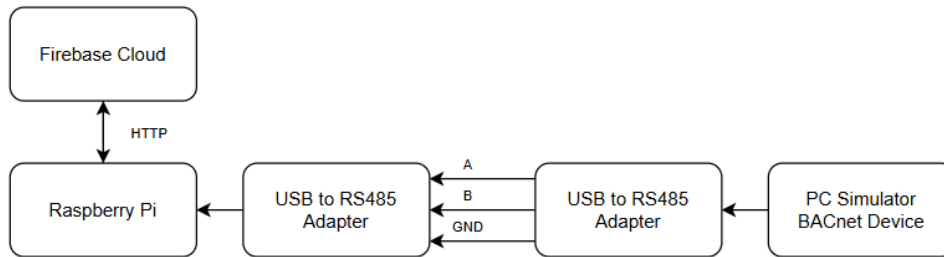 Firebase Cloud
HTTP
A
Raspberry Pi
USB to RS485
Adapter
B
GND
USB to RS485
Adapter
PC Simulator
BACnet Device